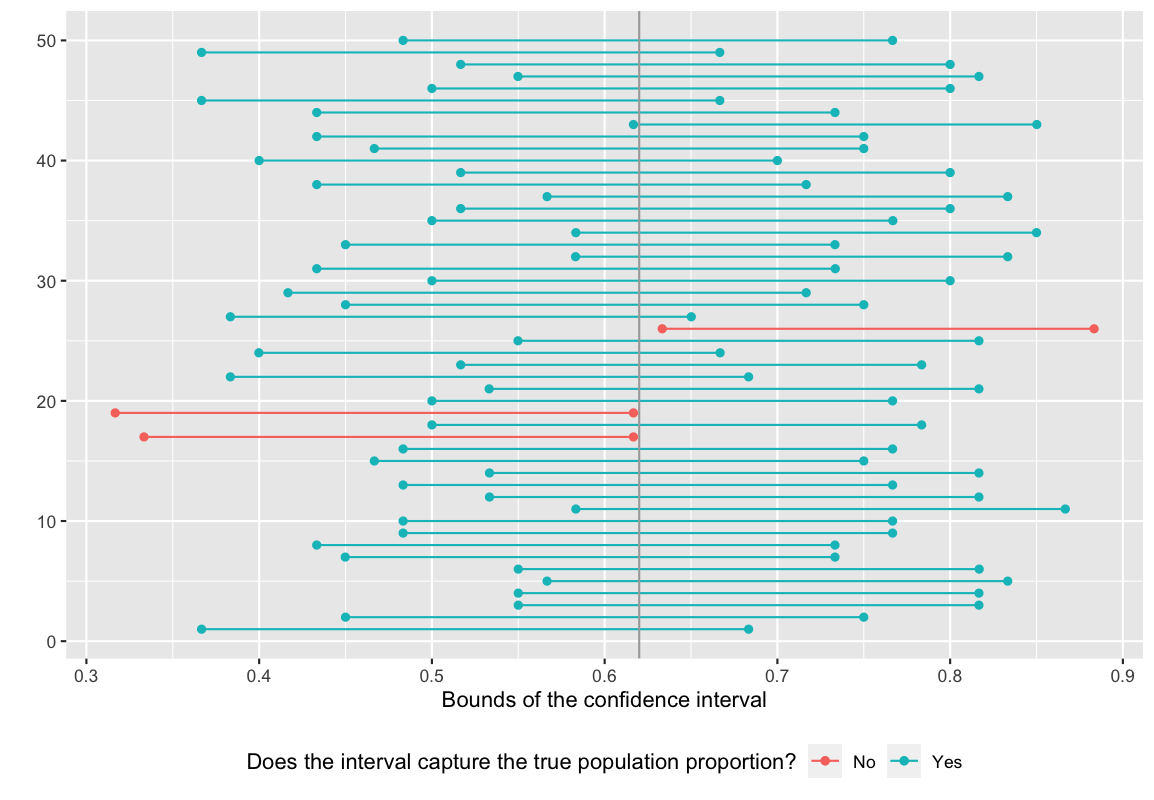 50
40
30
20
10
0
0.3 0.4 0.5 0.6 0.7 0.8 0.9
Bounds of the confidence interval
Does the interval capture the true population proportion? No Yes